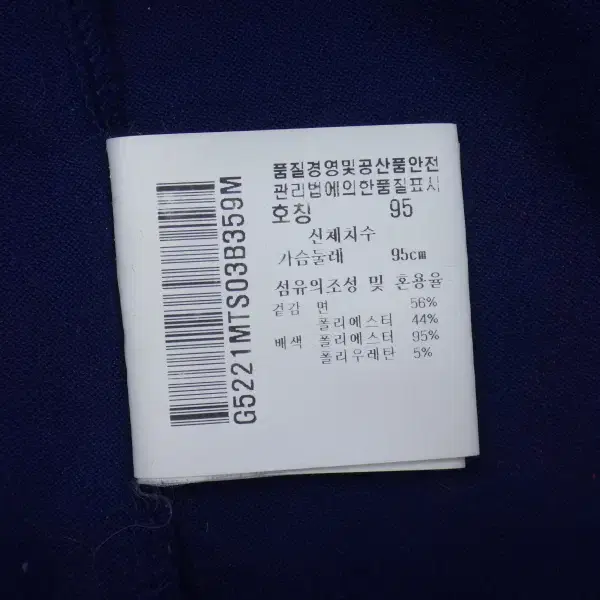 품질경영및공산품안전
관리법에의한품질표시
호칭 95
신체치수
가슴둘레 95cm
섬유의조성 및 혼용율
겉감 면 56%
폴리에스터 44%
배색 폴리에스터 95%
폴리우레탄 5%
G5221MTS03B359M